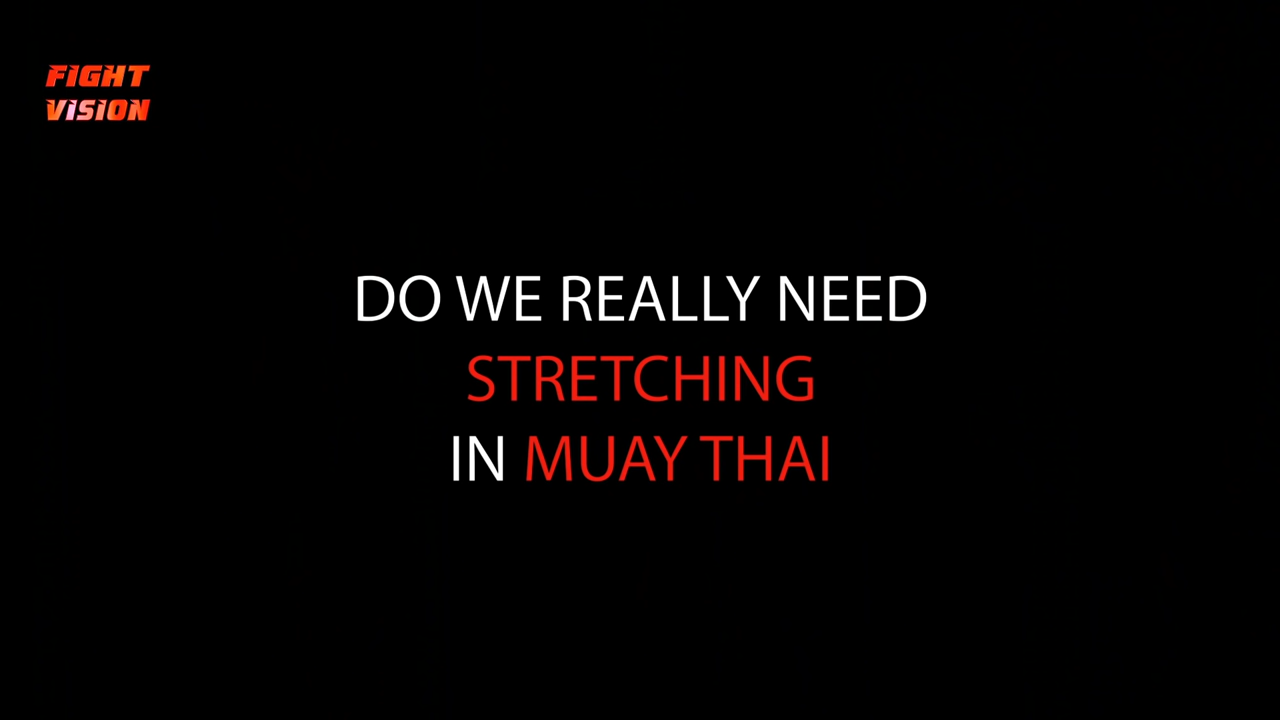 FIGHT
VISION
DO WE REALLY NEED
STRETCHING
IN MUAY THAI